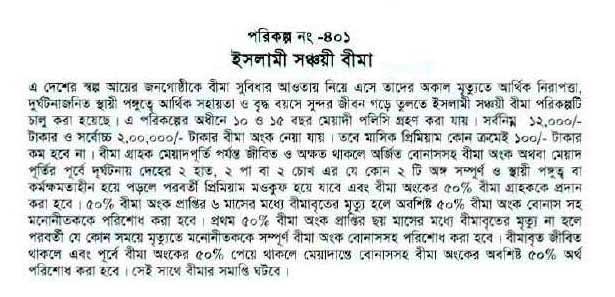 পরিকল্প নং -৪০১
ইসলামী সঞ্চয়ী বীমা
এ দেশের স্বল্প আয়ের জনগোষ্ঠীকে বীমা সুবিধার আওতায় নিয়ে এসে তাদের অকাল মৃত্যুতে আর্থিক নিরাপত্তা,
দুর্ঘটনাজনিত স্থায়ী পঙ্গুত্বে আর্থিক সহায়তা ও বৃদ্ধ বয়সে সুন্দর জীবন গড়ে তুলতে ইসলামী সঞ্চয়ী বীমা পরিকল্পটি
চালু করা হয়েছে। এ পরিকল্পের অধীনে ১০ ও ১৫ বছর মেয়াদী পলিসি গ্রহণ করা যায়। সর্বনিম্ন ১২,০০০/-
টাকার ও সর্বোচ্চ ২,০০,০০০/- টাকার বীমা অংক নেয়া যায়। তবে মাসিক প্রিমিয়াম কোন ক্রমেই ১০০/- টাকার
কম হবে না। বীমা গ্রাহক মেয়াদপূর্তি পর্যন্ত জীবিত ও অক্ষত থাকলে অর্জিত বোনাসসহ বীমা অংক অথবা মেয়াদ
পূর্তির পূর্বে দুর্ঘটনায় দেহের ২ হাত, ২ পা বা ২ চোখ এর যে কোন ২ টি অঙ্গ সম্পূর্ণ ও স্থায়ী পঙ্গুত্ব বা
কর্মক্ষমতাহীন হয়ে পড়লে পরবর্তী প্রিমিয়াম মওকুফ হয়ে যাবে এবং বীমা অংকের ৫০% বীমা গ্রাহককে প্রদান
করা হবে। ৫০% বীমা অংক প্রাপ্তির ৬ মাসের মধ্যে বীমাবৃতের মৃত্যু হলে অবশিষ্ট ৫০% বীমা অংক বোনাস সহ
মনোনীতককে পরিশোধ করা হবে। প্রথম ৫০% বীমা অংক প্রাপ্তির ছয় মাসের মধ্যে বীমাবৃতের মৃত্যু না হলে
পরবর্তী যে কোন সময়ে মৃত্যুতে মনোনীতককে সম্পূর্ণ বীমা অংক বোনাসসহ পরিশোধ করা হবে। বীমাবৃত জীবিত
থাকলে এবং পূর্বে বীমা অংকের ৫০% পেয়ে থাকলে মেয়াদান্তে বোনাসসহ বীমা অংকের অবশিষ্ট ৫০% অর্থ
পরিশোধ করা হবে। সেই সাথে বীমার সমাপ্তি ঘটবে।